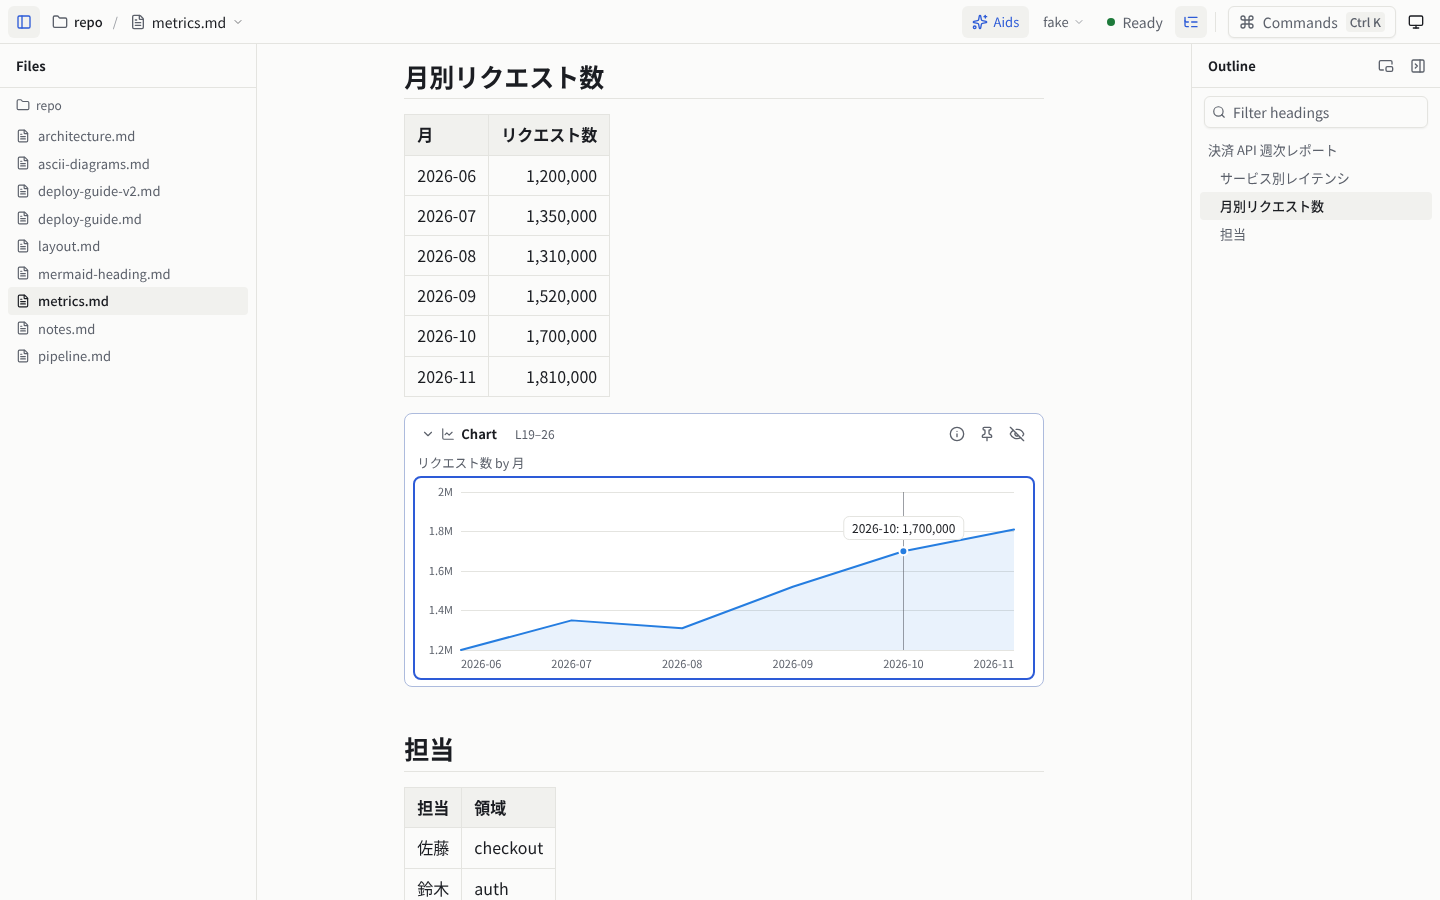 repo / metrics.md
Aids
fake
Ready
Commands Ctrl K
Files
repo
architecture.md
ascii-diagrams.md
deploy-guide-v2.md
deploy-guide.md
layout.md
mermaid-heading.md
metrics.md
notes.md
pipeline.md
月別リクエスト数
月 リクエスト数
2026-06 1,200,000
2026-07 1,350,000
2026-08 1,310,000
2026-09 1,520,000
2026-10 1,700,000
2026-11 1,810,000
Chart L19–26
リクエスト数 by 月
2M
1.8M
1.6M
1.4M
1.2M
2026-10: 1,700,000
2026-06 2026-07 2026-08 2026-09 2026-10 2026-11
担当
担当 領域
佐藤 checkout
鈴木 auth
Outline
Filter headings
決済 API 週次レポート
サービス別レイテンシ
月別リクエスト数
担当